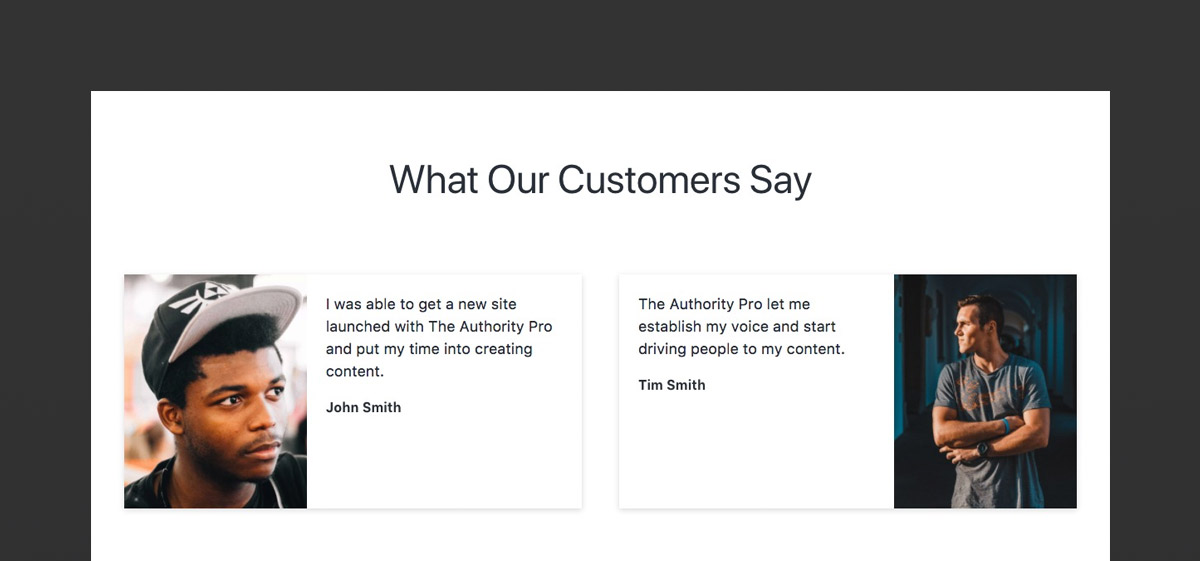 What Our Customers Say
I was able to get a new site
launched with The Authority Pro
and put my time into creating
content.
John Smith
The Authority Pro let me
establish my voice and start
driving people to my content.
Tim Smith